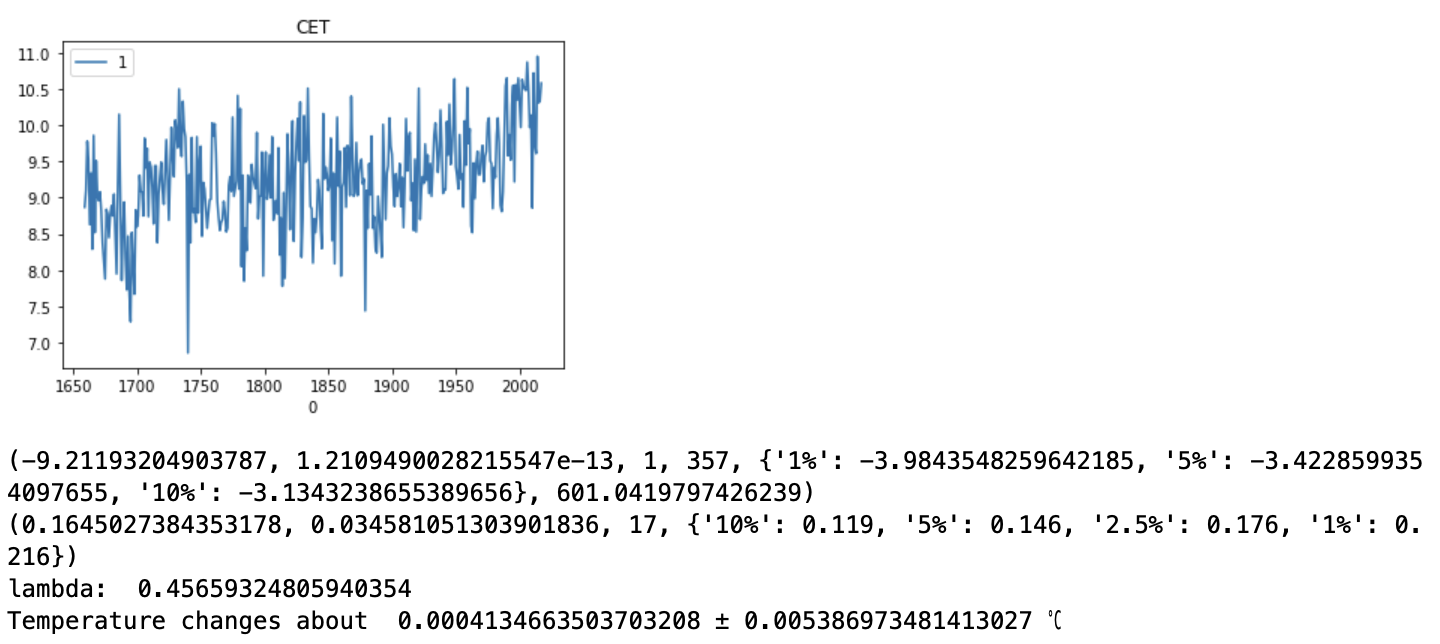 CET
1
11.0
10.5
10.0
9.5
9.0
8.5
8.0
7.5
7.0
1650 1700 1750 1800 1850 1900 1950 2000
0
(-9.21193204903787, 1.2109490028215547e-13, 1, 357, {'1%': -3.9843548259642185, '5%': -3.422859935
4097655, '10%': -3.1343238655389656}, 601.0419797426239)
(0.1645027384353178, 0.034581051303901836, 17, {'10%': 0.119, '5%': 0.146, '2.5%': 0.176, '1%': 0.
216})
lambda:  0.45659324805940354
Temperature changes about  0.0004134663503703208 ± 0.005386973481413027 ℃